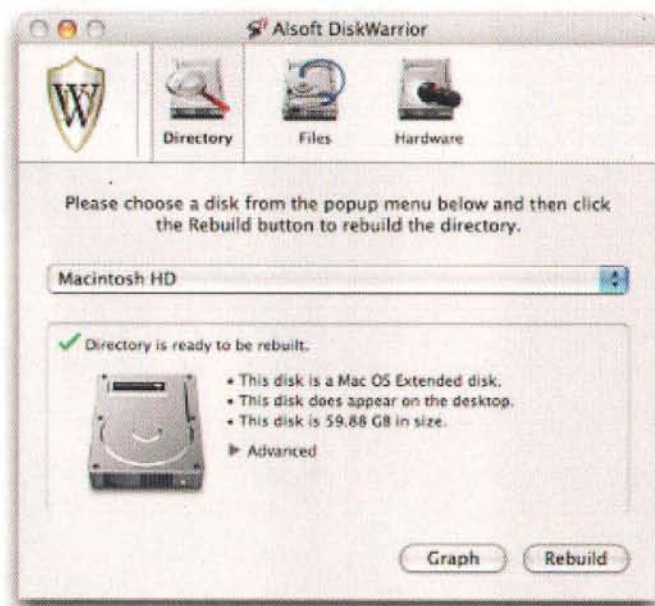 Alsoft DiskWarrior
W
Directory Files Hardware
Please choose a disk from the popup menu below and then click
the Rebuild button to rebuild the directory.
Macintosh HD
Directory is ready to be rebuilt.
• This disk is a Mac OS Extended disk.
• This disk does appear on the desktop.
• This disk is 59.88 GB in size.
Advanced
Graph Rebuild